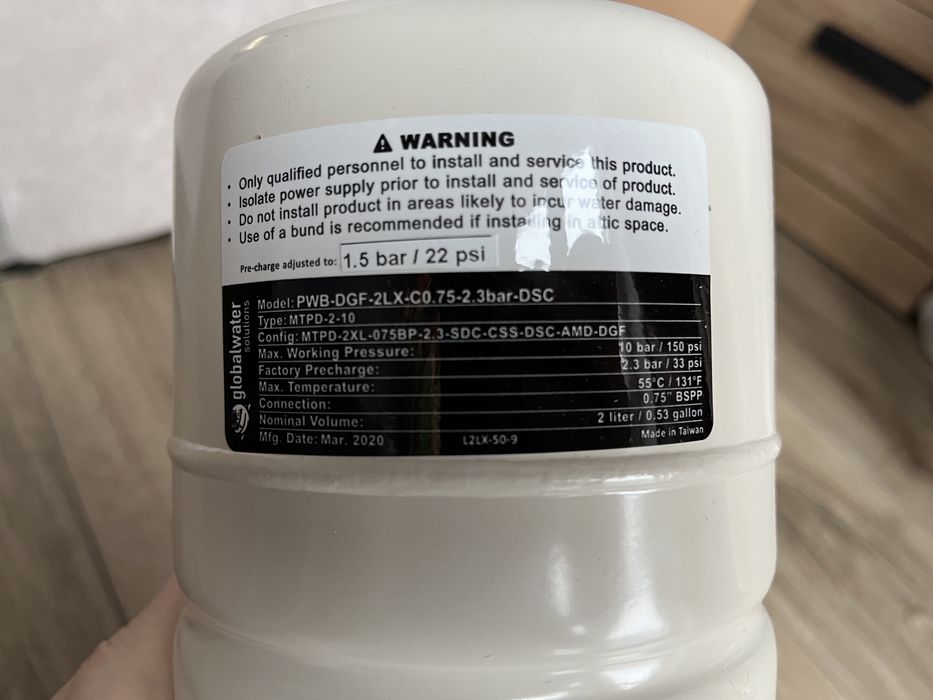 WARNING
• Only qualified personnel to install and service this product.
• Isolate power supply prior to install and service of product.
• Do not install product in areas likely to incur water damage.
• Use of a bund is recommended if installing in attic space.
Pre-charge adjusted to: 1.5 bar / 22 psi
globalwater
solutions
Model: PWB-DGF-2LX-C0.75-2.3bar-DSC
Type: MTPD-2-10
Config: MTPD-2XL-075BP-2.3-SDC-CSS-DSC-AMD-DGF
Max. Working Pressure: 10 bar / 150 psi
Factory Precharge: 2.3 bar / 33 psi
Max. Temperature: 55°C / 131°F
Connection: 0.75" BSPP
Nominal Volume: 2 liter / 0.53 gallon
Mfg. Date: Mar. 2020 L2LX-50-9 Made in Taiwan